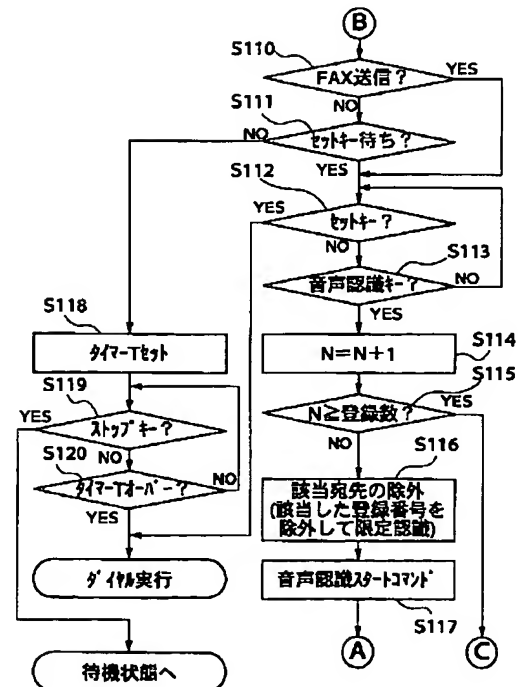 B
S110
FAX送信？
YES
NO
S111
セットキー待ち？
NO
YES
S112
セットキー？
YES
NO
S113
音声認識キー？
NO
YES
S114
N＝N＋1
S115
N≧登録数？
YES
NO
S116
該当宛先の除外
(該当した登録番号を
除外して限定認識)
音声認識スタートコマンド
S117
A
C
S118
タイマーTセット
S119
ストップキー？
YES
NO
S120
タイマーTオーバー？
NO
YES
ダイヤル実行
待機状態へ